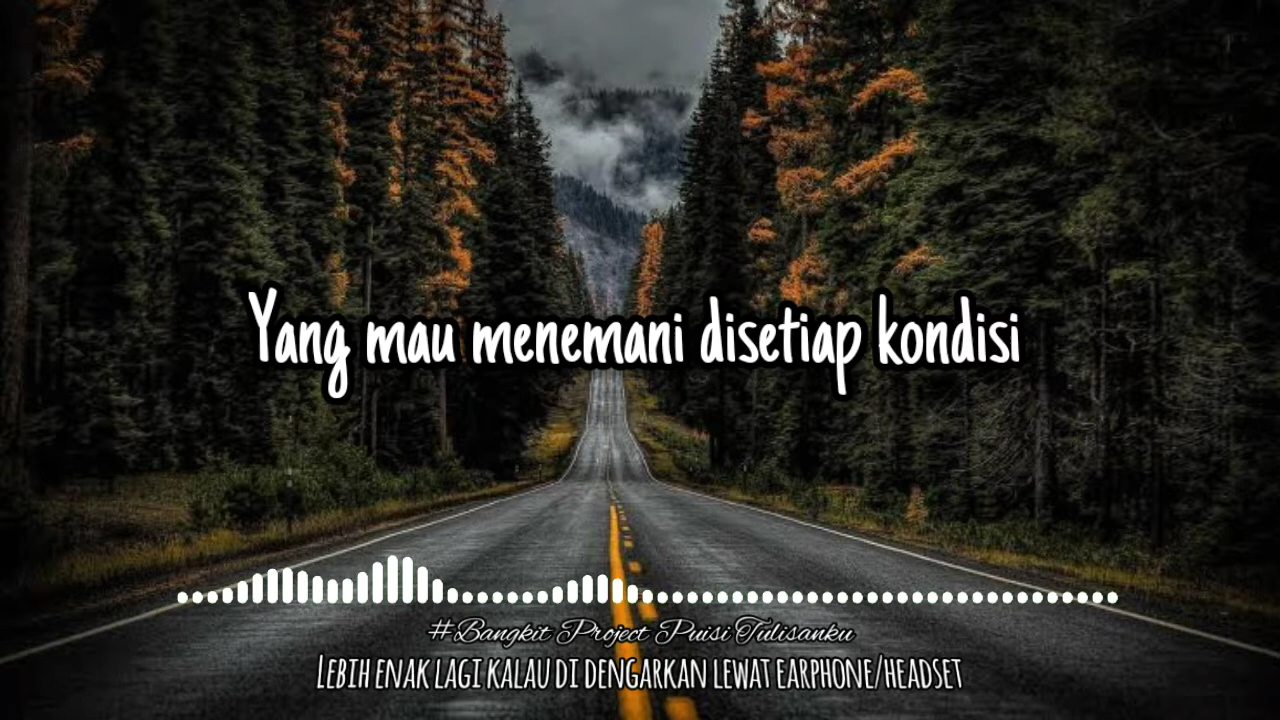 Yang mau menemani disetiap kondisi
#Bangkit Project Puisi Tulisanku
LEBIH ENAK LAGI KALAU DI DENGARKAN LEWAT EARPHONE/HEADSET